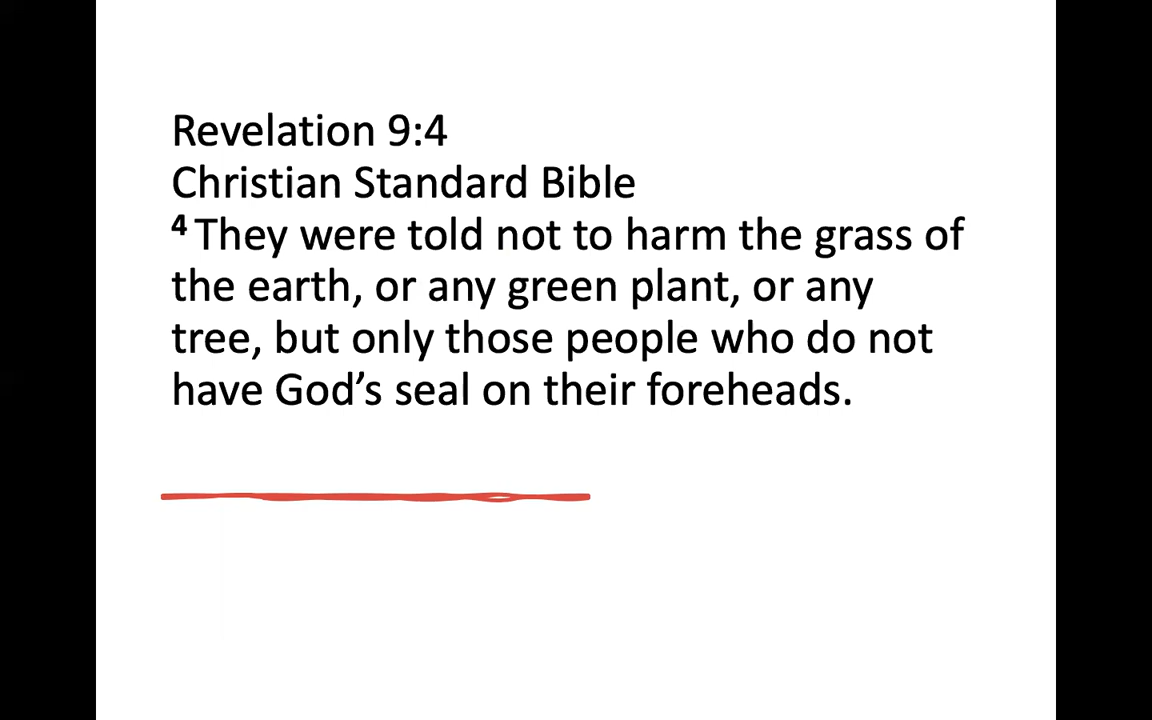 Revelation 9:4
Christian Standard Bible
4 They were told not to harm the grass of
the earth, or any green plant, or any
tree, but only those people who do not
have God’s seal on their foreheads.